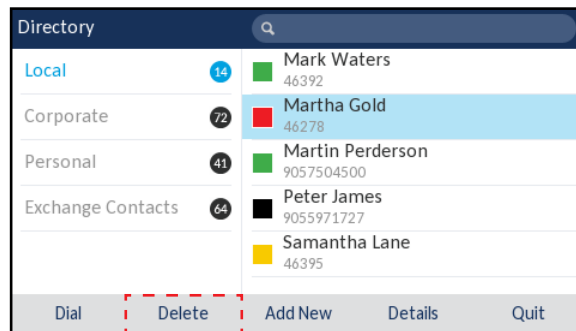 Directory
Local 14
Corporate 72
Personal 41
Exchange Contacts 64
Mark Waters
46392
Martha Gold
46278
Martin Perderson
9057504500
Peter James
9055971727
Samantha Lane
46395
Dial Delete Add New Details Quit